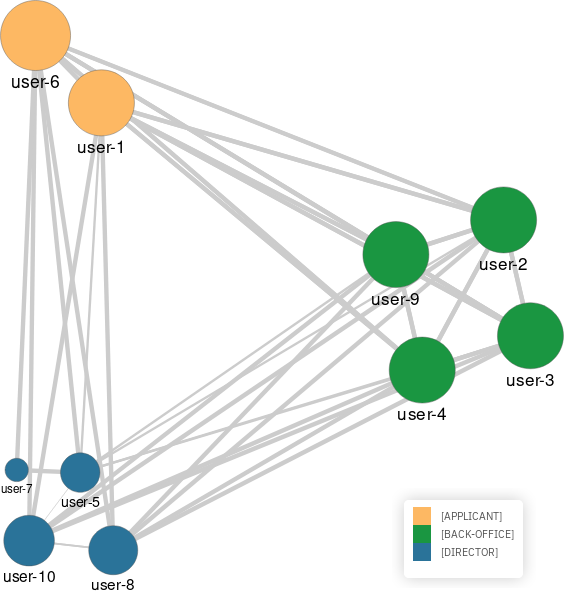 user-6
user-1
user-2
user-9
user-3
user-4
user-7
user-5
user-10
user-8
[APPLICANT]
[BACK-OFFICE]
[DIRECTOR]